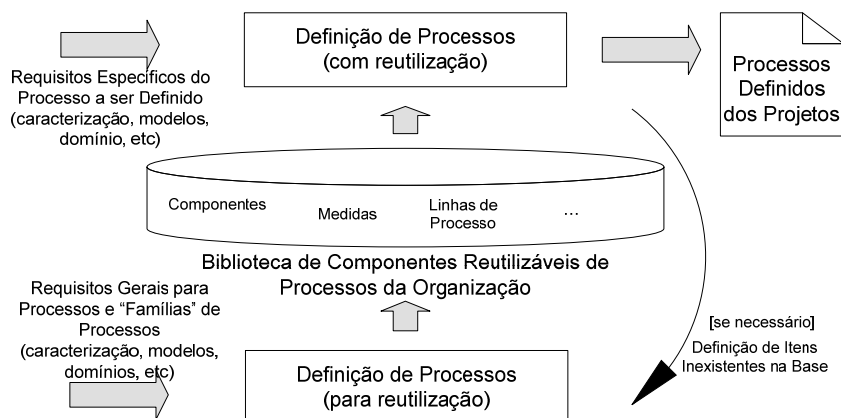 Definição de Processos
(com reutilização)
Requisitos Específicos do
Processo a ser Definido
(caracterização, modelos,
domínio, etc)
Processos
Definidos
dos Projetos
Componentes
Medidas
Linhas de
Processo
...
Biblioteca de Componentes Reutilizáveis de
Processos da Organização
Requisitos Gerais para
Processos e “Famílias” de
Processos
(caracterização, modelos,
domínios, etc)
[se necessário]
Definição de Itens
Inexistentes na Base
Definição de Processos
(para reutilização)